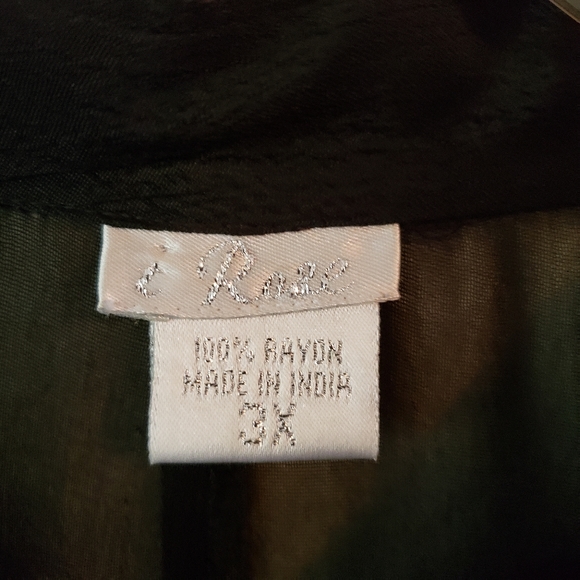 i Rose
100% RAYON
MADE IN INDIA
3X